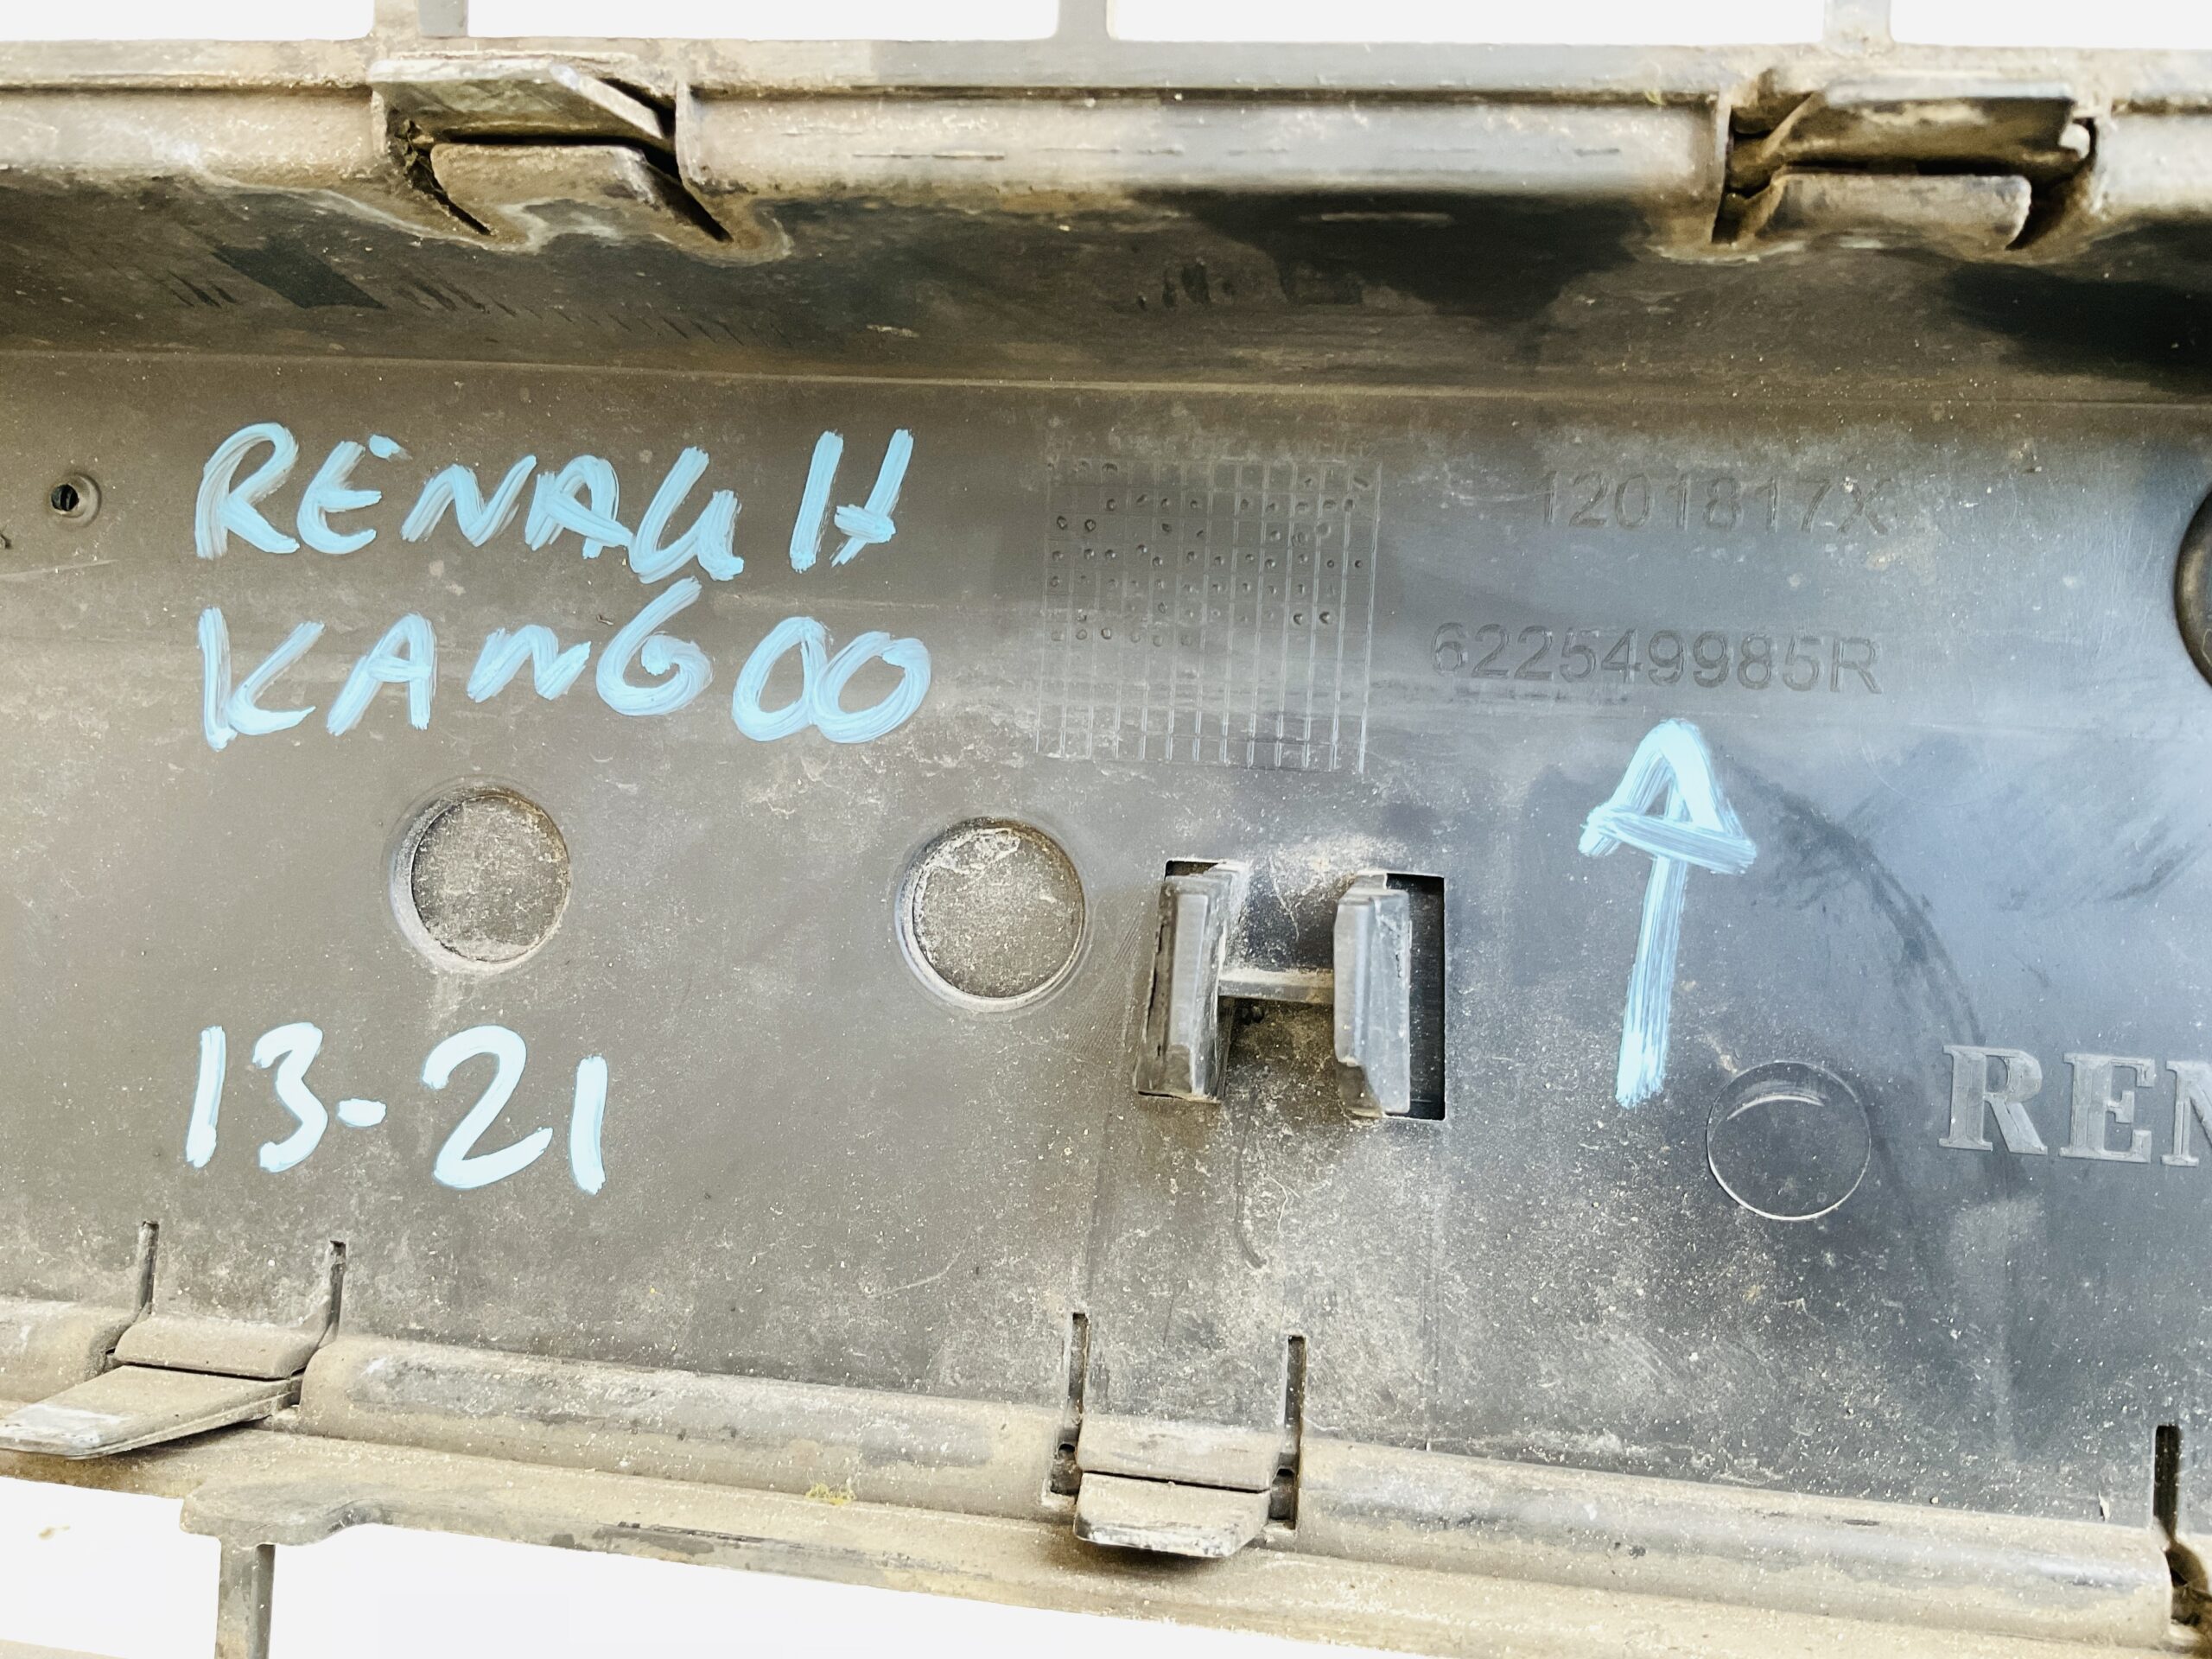 RENAULT
KANGOO
13-21
1201817X
622549985R
REN